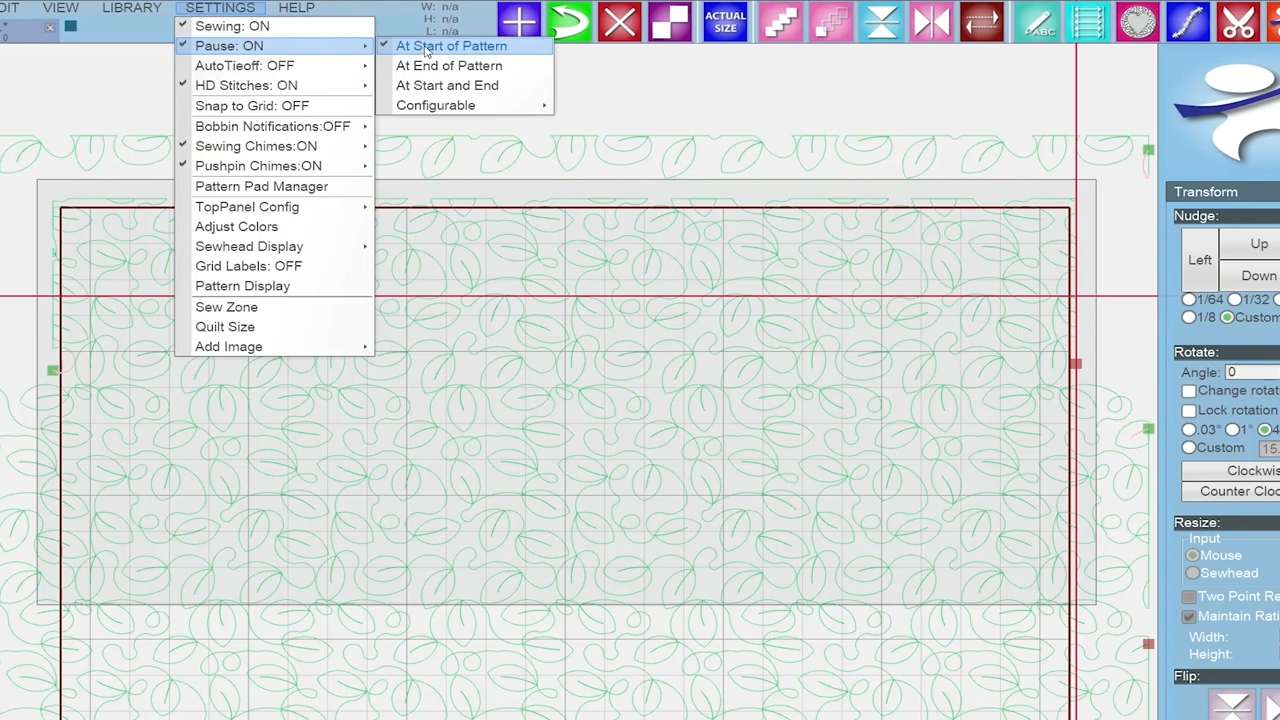 DIT VIEW LIBRARY SETTINGS HELP
.0
W: n/a
H: n/a
L: n/a
ACTUAL
SIZE
ABC
Sewing: ON
Pause: ON
AutoTieoff: OFF
HD Stitches: ON
Snap to Grid: OFF
Bobbin Notifications:OFF
Sewing Chimes:ON
Pushpin Chimes:ON
Pattern Pad Manager
TopPanel Config
Adjust Colors
Sewhead Display
Grid Labels: OFF
Pattern Display
Sew Zone
Quilt Size
Add Image
At Start of Pattern
At End of Pattern
At Start and End
Configurable
Transform
Nudge:
Left
Up
Down
1/64 1/32
1/8 Custom
Rotate:
Angle: 0
Change rotat
Lock rotation
.03° 1° 4
Custom 15.
Clockwis
Counter Cloc
Resize:
Input
Mouse
Sewhead
Two Point Re
Maintain Rati
Width:
Height:
Flip: